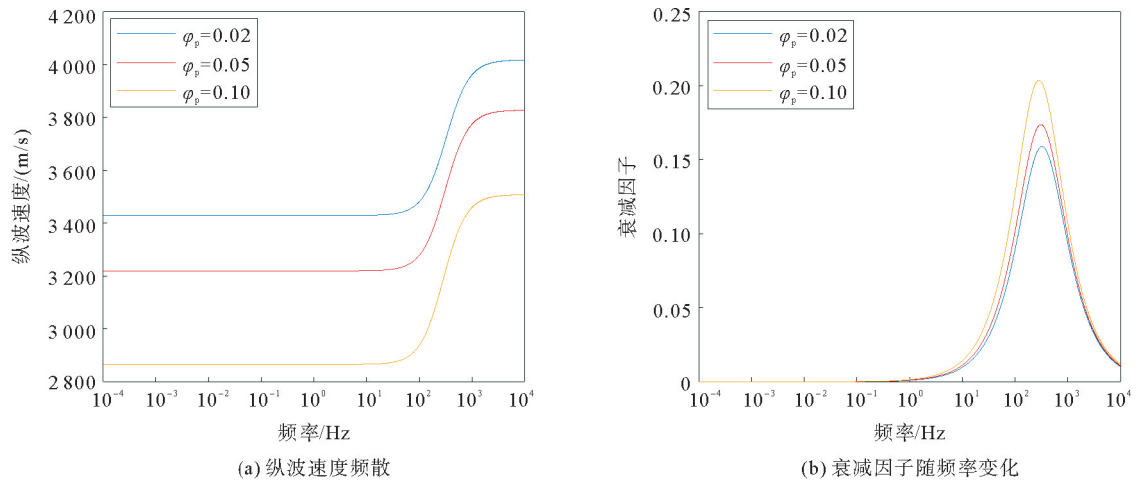 4 200
4 000
3 800
3 600
3 400
3 200
3 000
2 800
纵波速度/(m/s)
φp=0.02
φp=0.05
φp=0.10
10⁻⁴ 10⁻³ 10⁻² 10⁻¹ 10⁰ 10¹ 10² 10³ 10⁴
频率/Hz
(a) 纵波速度频散
0.25
0.20
0.15
0.10
0.05
0
衰减因子
φp=0.02
φp=0.05
φp=0.10
10⁻⁴ 10⁻³ 10⁻² 10⁻¹ 10⁰ 10¹ 10² 10³ 10⁴
频率/Hz
(b) 衰减因子随频率变化